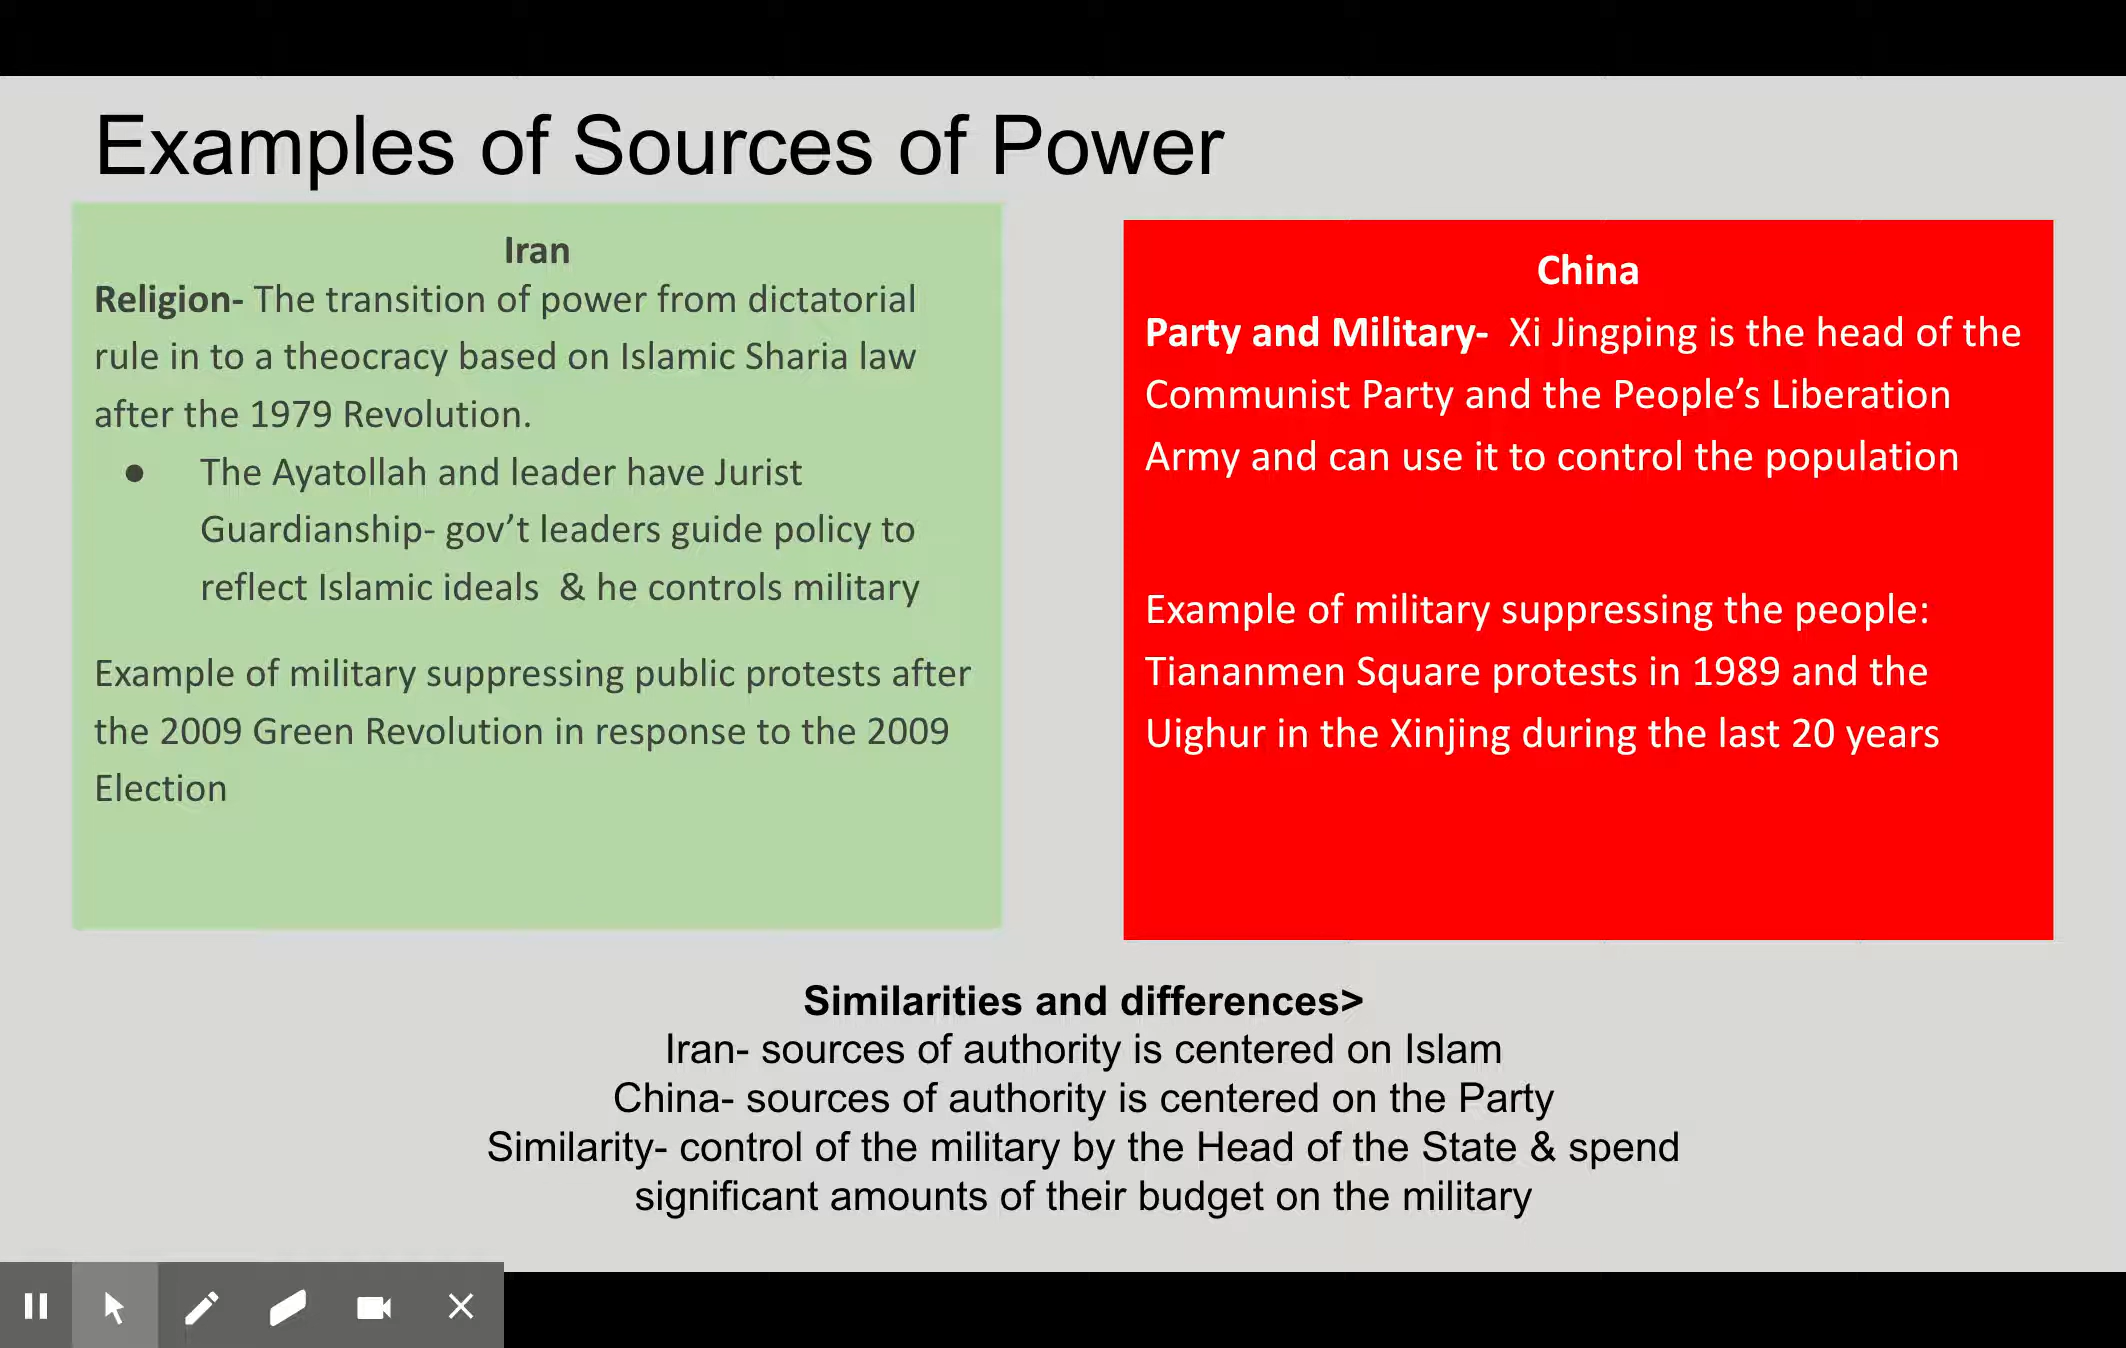 Examples of Sources of Power
Iran
Religion- The transition of power from dictatorial
rule in to a theocracy based on Islamic Sharia law
after the 1979 Revolution.
● The Ayatollah and leader have Jurist
Guardianship- gov’t leaders guide policy to
reflect Islamic ideals & he controls military
Example of military suppressing public protests after
the 2009 Green Revolution in response to the 2009
Election
China
Party and Military- Xi Jingping is the head of the
Communist Party and the People’s Liberation
Army and can use it to control the population
Example of military suppressing the people:
Tiananmen Square protests in 1989 and the
Uighur in the Xinjing during the last 20 years
Similarities and differences>
Iran- sources of authority is centered on Islam
China- sources of authority is centered on the Party
Similarity- control of the military by the Head of the State & spend
significant amounts of their budget on the military